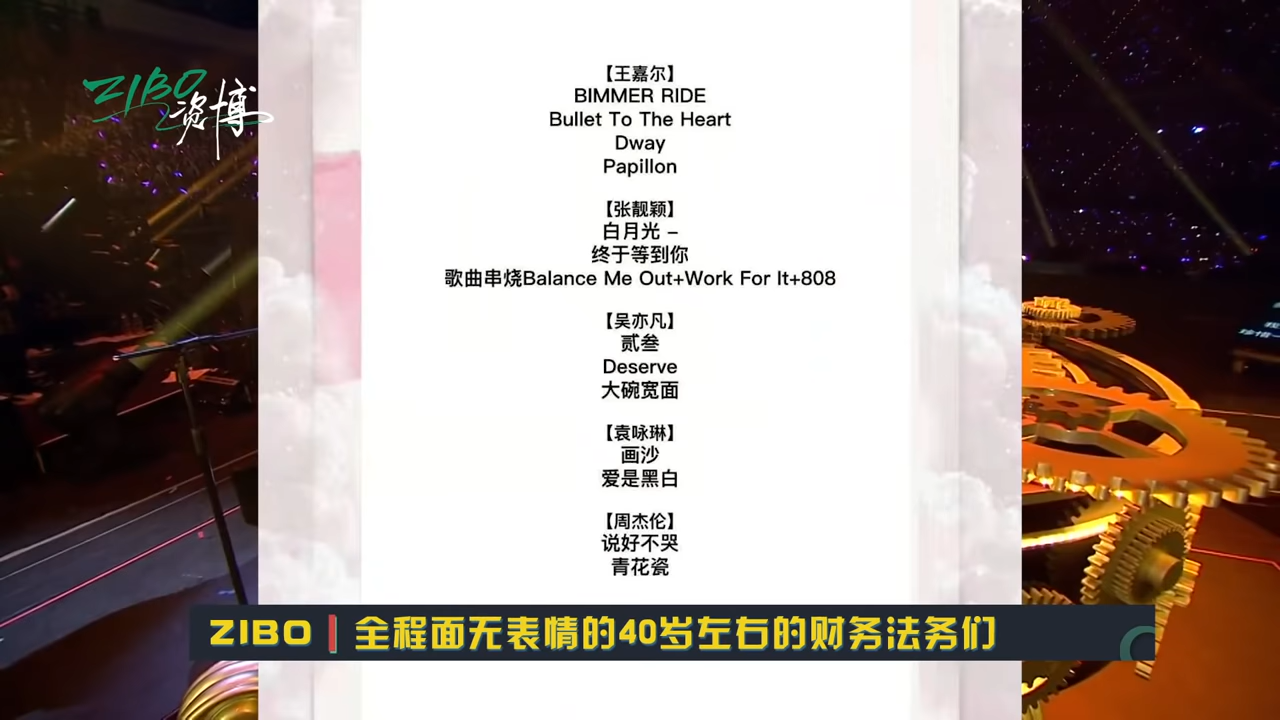 ZIBO
资博
【王嘉尔】
BIMMER RIDE
Bullet To The Heart
Dway
Papillon
【张靓颖】
白月光 –
终于等到你
歌曲串烧Balance Me Out+Work For It+808
【吴亦凡】
贰叁
Deserve
大碗宽面
【袁咏琳】
画沙
爱是黑白
【周杰伦】
说好不哭
青花瓷
ZIBO | 全程面无表情的40岁左右的财务法务们